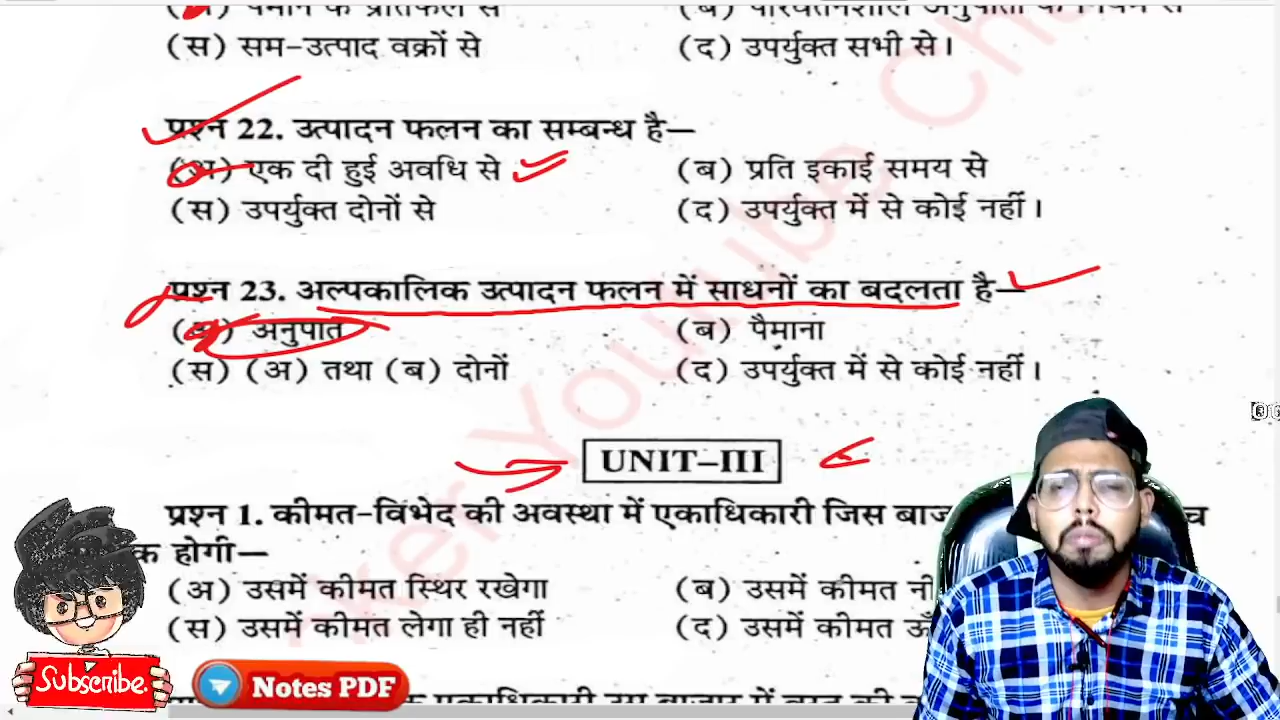 (स) सम-उत्पाद वक्रों से (द) उपर्युक्त सभी से।
प्रश्न 22. उत्पादन फलन का सम्बन्ध है—
(अ) एक दी हुई अवधि से (ब) प्रति इकाई समय से
(स) उपर्युक्त दोनों से (द) उपर्युक्त में से कोई नहीं।
प्रश्न 23. अल्पकालिक उत्पादन फलन में साधनों का बदलता है—
(अ) अनुपात (ब) पैमाना
(स) (अ) तथा (ब) दोनों (द) उपर्युक्त में से कोई नहीं।
UNIT–III
प्रश्न 1. कीमत-विभेद की अवस्था में एकाधिकारी जिस
होगी—
(अ) उसमें कीमत स्थिर रखेगा (ब) उसमें कीमत
(स) उसमें कीमत लेगा ही नहीं (द) उसमें कीमत
Subscribe.
Notes PDF